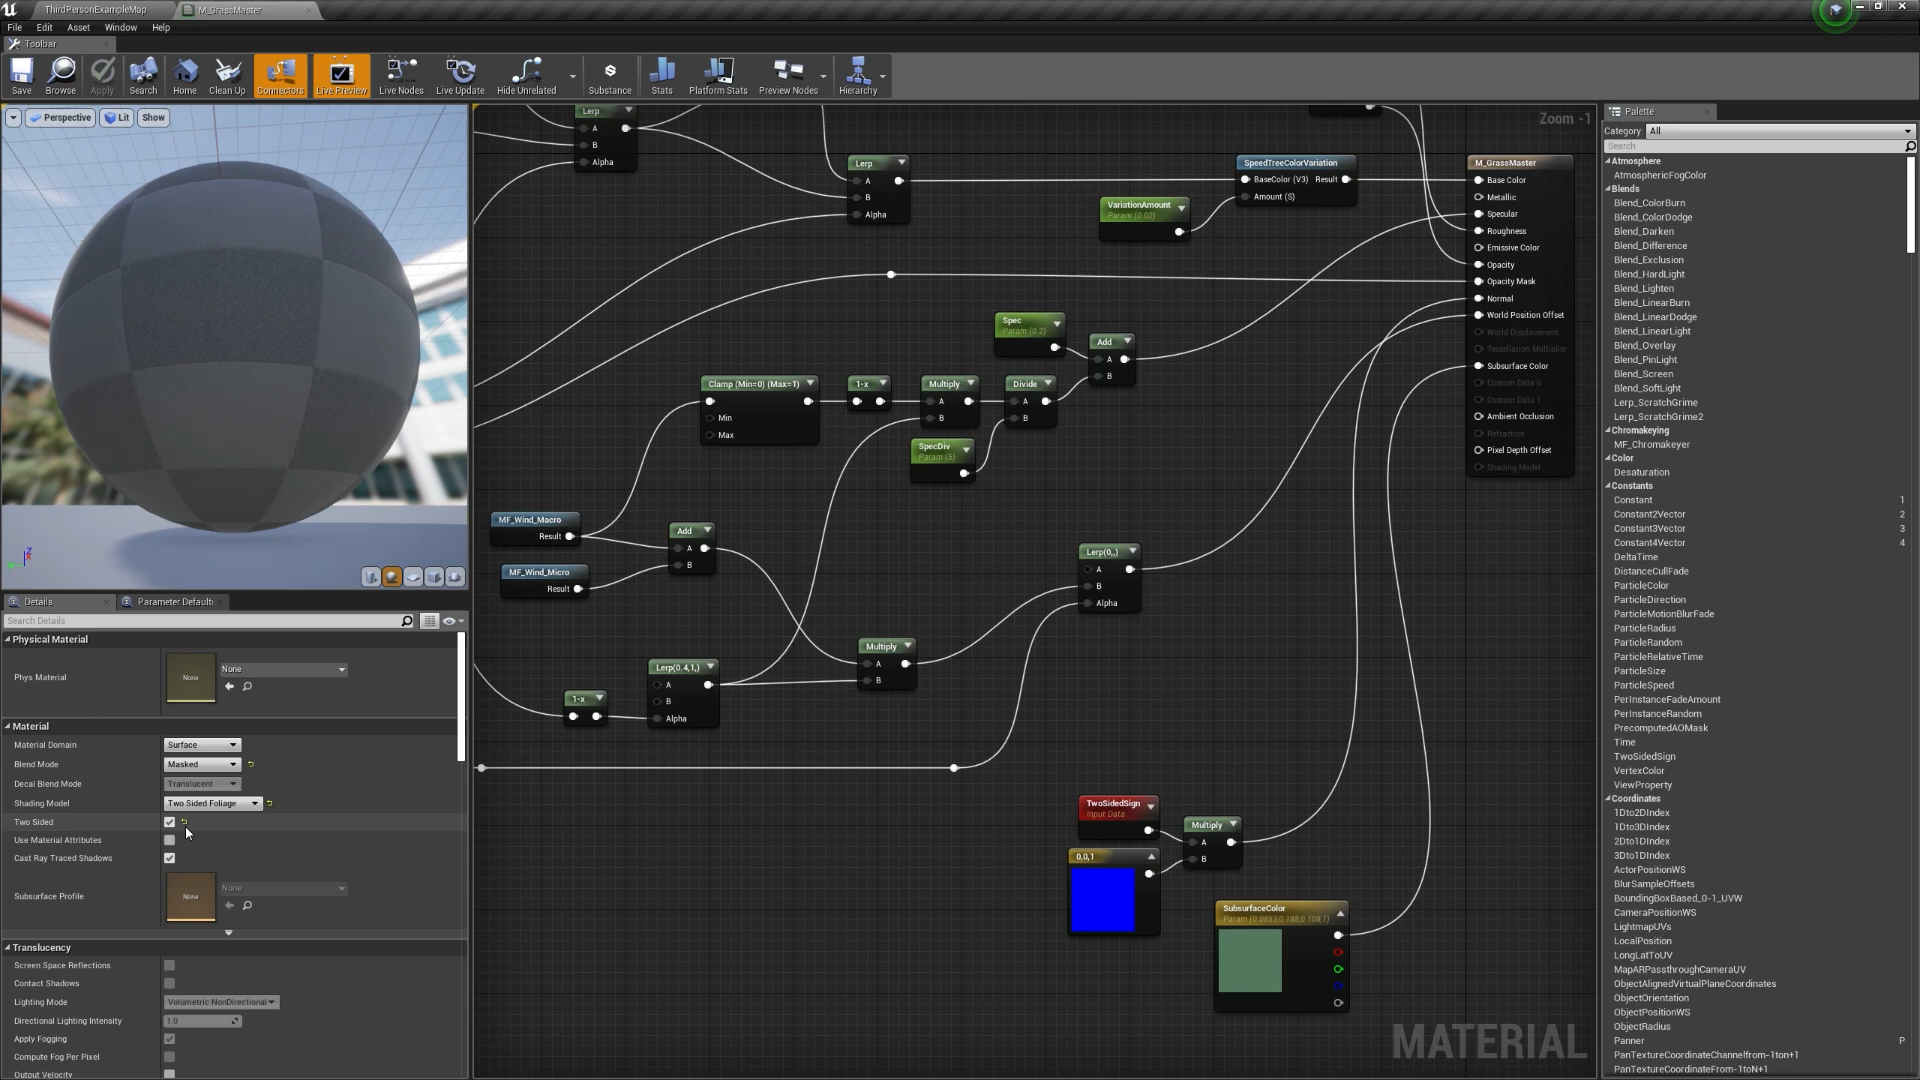 ThirdPersonExampleMap
M_GrassMaster
File Edit Asset Window Help
Toolbar
Save Browse Apply Search Home Clean Up Connectors Live Preview Live Nodes Live Update Hide Unrelated Substance Stats Platform Stats Preview Nodes Hierarchy
Perspective Lit Show
Zoom -1
Lerp
A
B
Alpha
Lerp
A
B
Alpha
SpeedTreeColorVariation
BaseColor (V3) Result
Amount (S)
VariationAmount
Param (0.02)
M_GrassMaster
Base Color
Metallic
Specular
Roughness
Emissive Color
Opacity
Opacity Mask
Normal
World Position Offset
World Displacement
Tessellation Multiplier
Subsurface Color
Custom Data 0
Custom Data 1
Ambient Occlusion
Refraction
Pixel Depth Offset
Shading Model
Spec
Param (0.2)
Add
A
B
Clamp (Min=0) (Max=1)
Min
Max
1-x
Multiply
A
B
Divide
A
B
SpecDiv
Param (5)
MF_Wind_Macro
Result
MF_Wind_Micro
Result
Add
A
B
Lerp(0,,)
A
B
Alpha
Multiply
A
B
Lerp(0.4,1,)
A
B
Alpha
1-x
TwoSidedSign
Input Data
Multiply
A
B
0,0,1
SubsurfaceColor
Param (0.0653,0.188,0.108,1)
MATERIAL
Details
Parameter Default
Search Details
Physical Material
Phys Material
None
None
Material
Material Domain Surface
Blend Mode Masked
Decal Blend Mode Translucent
Shading Model Two Sided Foliage
Two Sided
Use Material Attributes
Cast Ray Traced Shadows
Subsurface Profile
None
None
Translucency
Screen Space Reflections
Contact Shadows
Lighting Mode Volumetric NonDirectional
Directional Lighting Intensity 1.0
Apply Fogging
Compute Fog Per Pixel
Output Velocity
Palette
Category: All
Search
Atmosphere
AtmosphericFogColor
Blends
Blend_ColorBurn
Blend_ColorDodge
Blend_Darken
Blend_Difference
Blend_Exclusion
Blend_HardLight
Blend_Lighten
Blend_LinearBurn
Blend_LinearDodge
Blend_LinearLight
Blend_Overlay
Blend_PinLight
Blend_Screen
Blend_SoftLight
Lerp_ScratchGrime
Lerp_ScratchGrime2
Chromakeying
MF_Chromakeyer
Color
Desaturation
Constants
Constant 1
Constant2Vector 2
Constant3Vector 3
Constant4Vector 4
DeltaTime
DistanceCullFade
ParticleColor
ParticleDirection
ParticleMotionBlurFade
ParticleRadius
ParticleRandom
ParticleRelativeTime
ParticleSize
ParticleSpeed
PerInstanceFadeAmount
PerInstanceRandom
PrecomputedAOMask
Time
TwoSidedSign
VertexColor
ViewProperty
Coordinates
1Dto2DIndex
1Dto3DIndex
2Dto1DIndex
3Dto1DIndex
ActorPositionWS
BlurSampleOffsets
BoundingBoxBased_0-1_UVW
CameraPositionWS
LightmapUVs
LocalPosition
LongLatToUV
MapARPassthroughCameraUV
ObjectAlignedVirtualPlaneCoordinates
ObjectOrientation
ObjectPositionWS
ObjectRadius
Panner P
PanTextureCoordinateChannelfrom-1ton+1
PanTextureCoordinateFrom-1toN+1